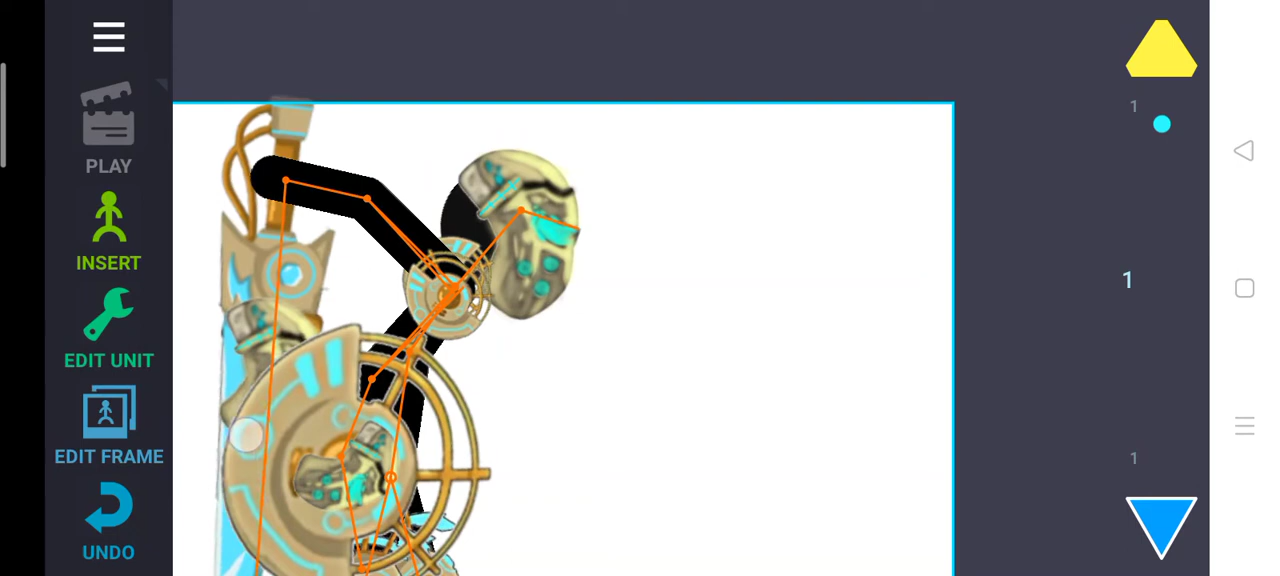 PLAY
INSERT
EDIT UNIT
EDIT FRAME
UNDO
1
1
1